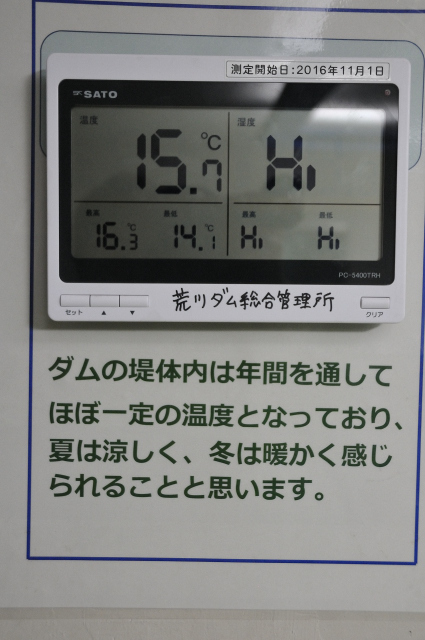 測定開始日:2016年11月1日
SK SATO
温度
湿度
15.7
℃
Hi
最高
最低
最高
最低
16.3 ℃
14.1 ℃
Hi
Hi
PC-5400TRH
セット ▲ ▼
荒川ダム総合管理所
クリア
ダムの堤体内は年間を通して
ほぼ一定の温度となっており、
夏は涼しく、冬は暖かく感じ
られることと思います。